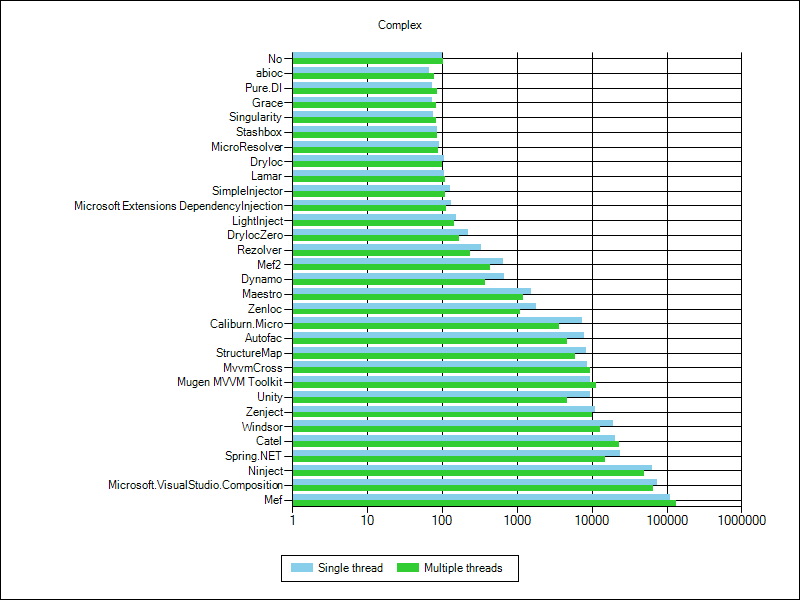 Complex
No
abioc
Pure.DI
Grace
Singularity
Stashbox
MicroResolver
DryIoc
Lamar
SimpleInjector
Microsoft Extensions DependencyInjection
LightInject
DryIocZero
Rezolver
Mef2
Dynamo
Maestro
ZenIoc
Caliburn.Micro
Autofac
StructureMap
MvvmCross
Mugen MVVM Toolkit
Unity
Zenject
Windsor
Catel
Spring.NET
Ninject
Microsoft.VisualStudio.Composition
Mef
1 10 100 1000 10000 100000 1000000
Single thread Multiple threads